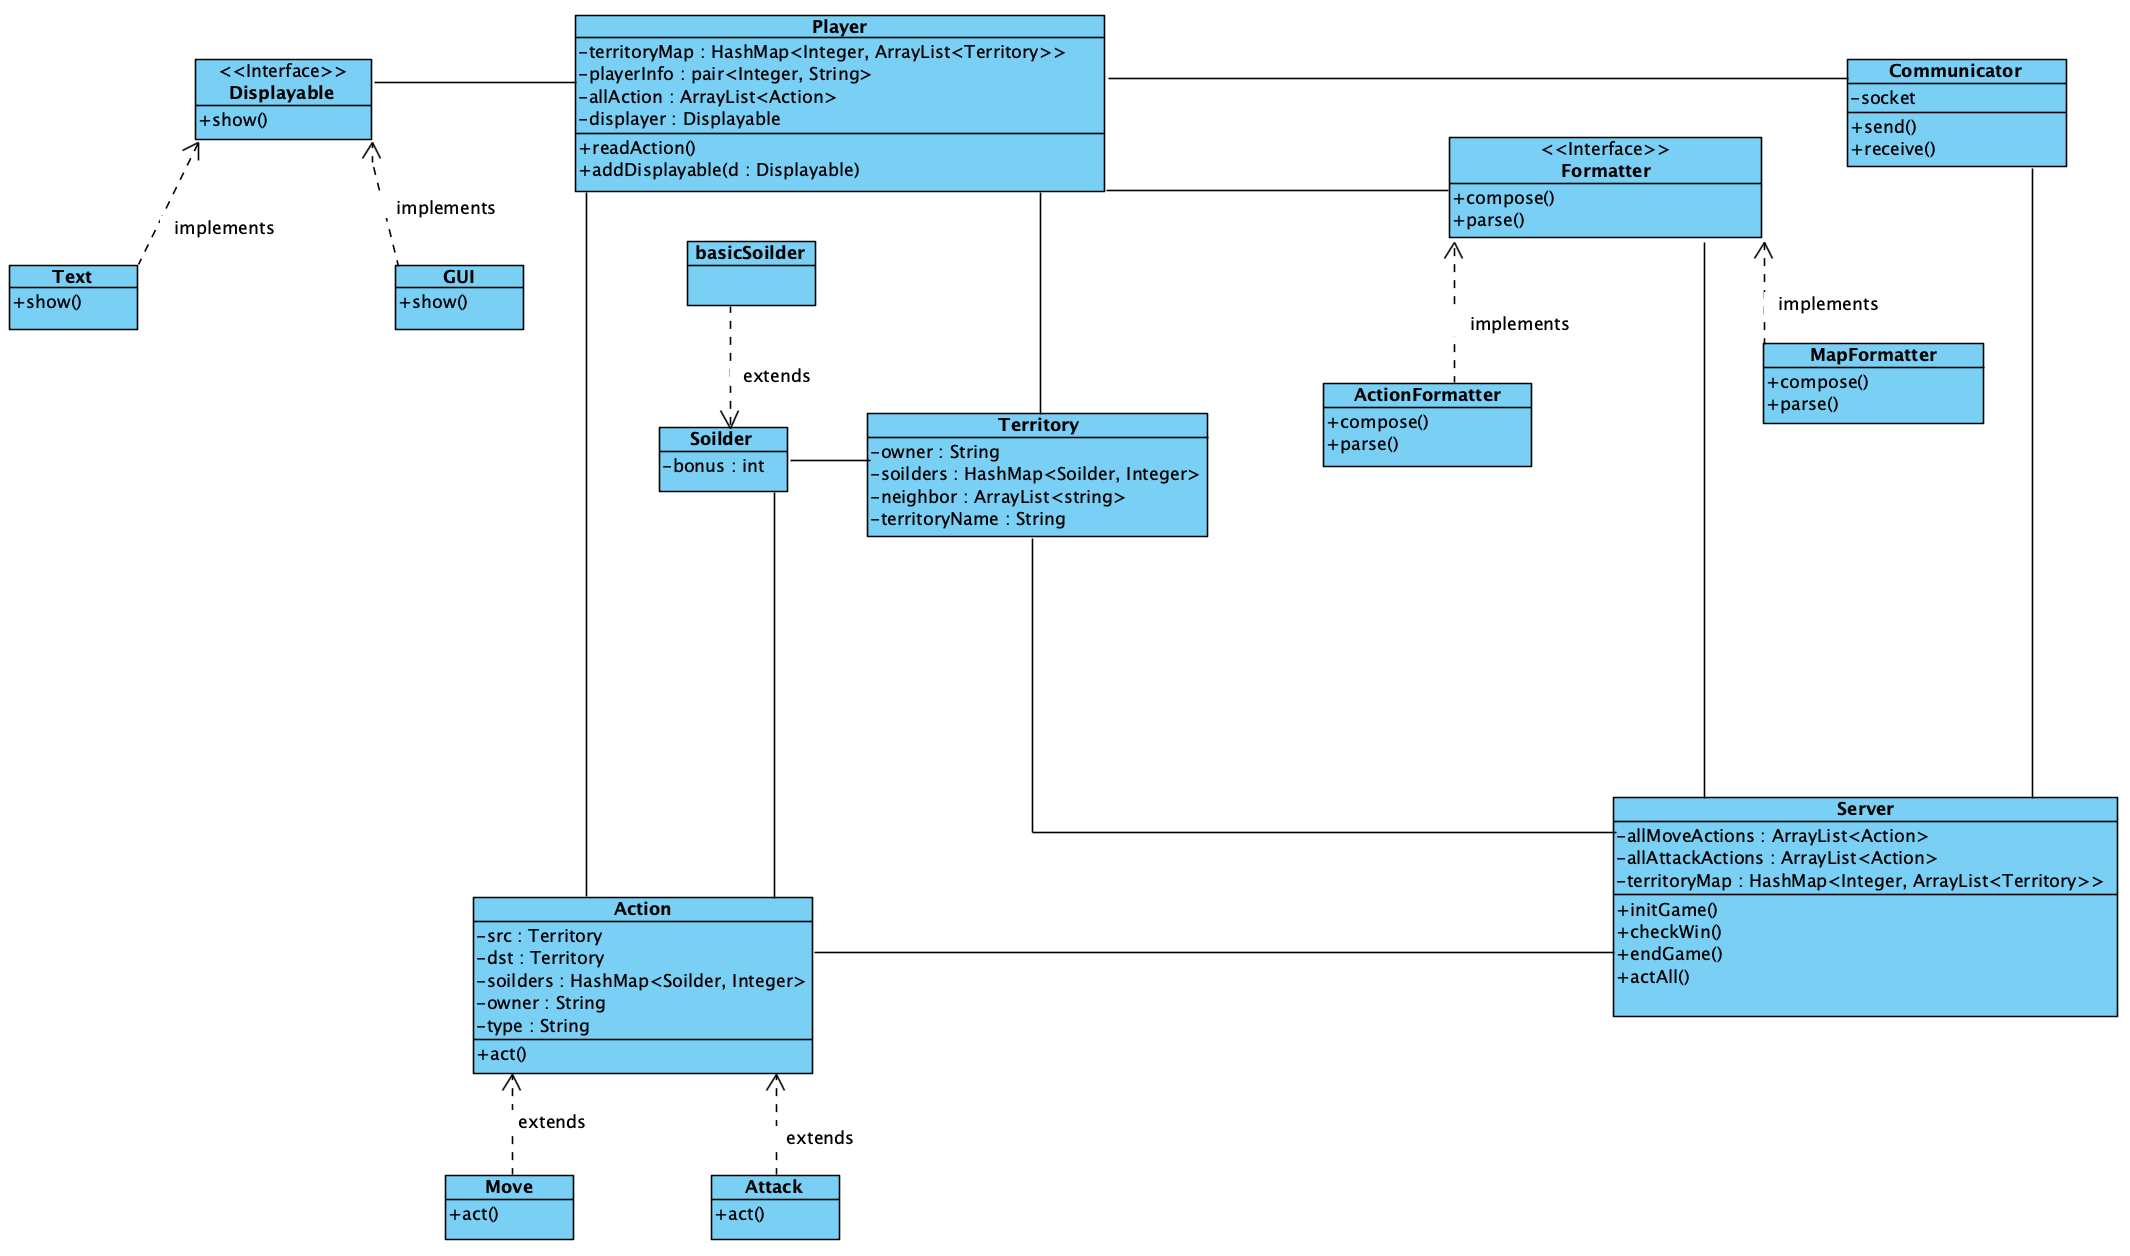 Player
-territoryMap : HashMap<Integer, ArrayList<Territory>>
-playerInfo : pair<Integer, String>
-allAction : ArrayList<Action>
-displayer : Displayable
+readAction()
+addDisplayable(d : Displayable)
<<Interface>>
Displayable
+show()
Communicator
-socket
+send()
+receive()
<<Interface>>
Formatter
+compose()
+parse()
implements
implements
Text
+show()
GUI
+show()
basicSoilder
extends
implements
implements
MapFormatter
+compose()
+parse()
ActionFormatter
+compose()
+parse()
Soilder
-bonus : int
Territory
-owner : String
-soilders : HashMap<Soilder, Integer>
-neighbor : ArrayList<string>
-territoryName : String
Server
-allMoveActions : ArrayList<Action>
-allAttackActions : ArrayList<Action>
-territoryMap : HashMap<Integer, ArrayList<Territory>>
+initGame()
+checkWin()
+endGame()
+actAll()
Action
-src : Territory
-dst : Territory
-soilders : HashMap<Soilder, Integer>
-owner : String
-type : String
+act()
extends
extends
Move
+act()
Attack
+act()